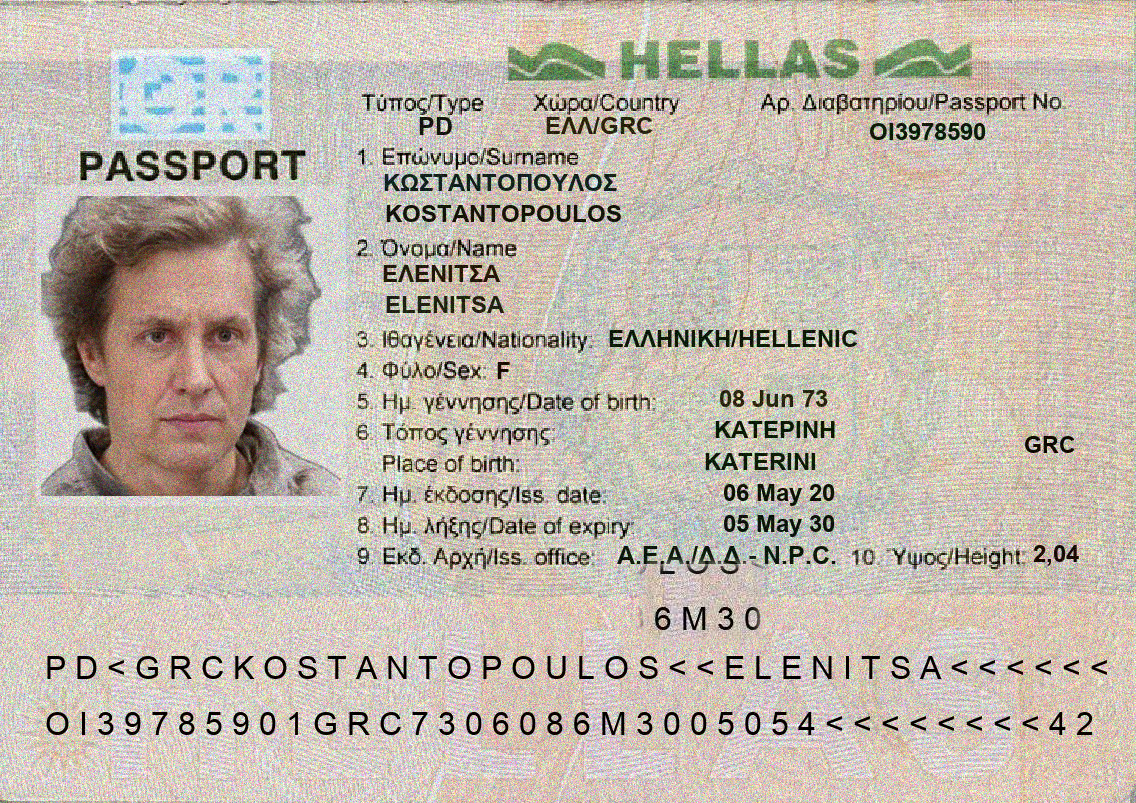 HELLAS
Τύπος/Type Χώρα/Country Αρ. Διαβατηρίου/Passport No.
PD ΕΛΛ/GRC OI3978590
PASSPORT
1. Επώνυμο/Surname
ΚΩΣΤΑΝΤΟΠΟΥΛΟΣ
KOSTANTOPOULOS
2. Όνομα/Name
ΕΛΕΝΙΤΣΑ
ELENITSA
3. Ιθαγένεια/Nationality: ΕΛΛΗΝΙΚΗ/HELLENIC
4. Φύλο/Sex: F
5. Ημ. γέννησης/Date of birth: 08 Jun 73
6. Τόπος γέννησης ΚΑΤΕΡΙΝΗ
GRC
Place of birth: KATERINI
7. Ημ. έκδοσης/Iss. date: 06 May 20
8. Ημ. λήξης/Date of expiry: 05 May 30
9. Εκδ. Αρχή/Iss. office: Α.Ε.Α./Δ.Δ.- N.P.C. 10. Ύψος/Height: 2,04
6M30
PD<GRCKOSTANTOPOULOS<<ELENITSA<<<<<<
OI39785901GRC7306086M3005054<<<<<<<<42